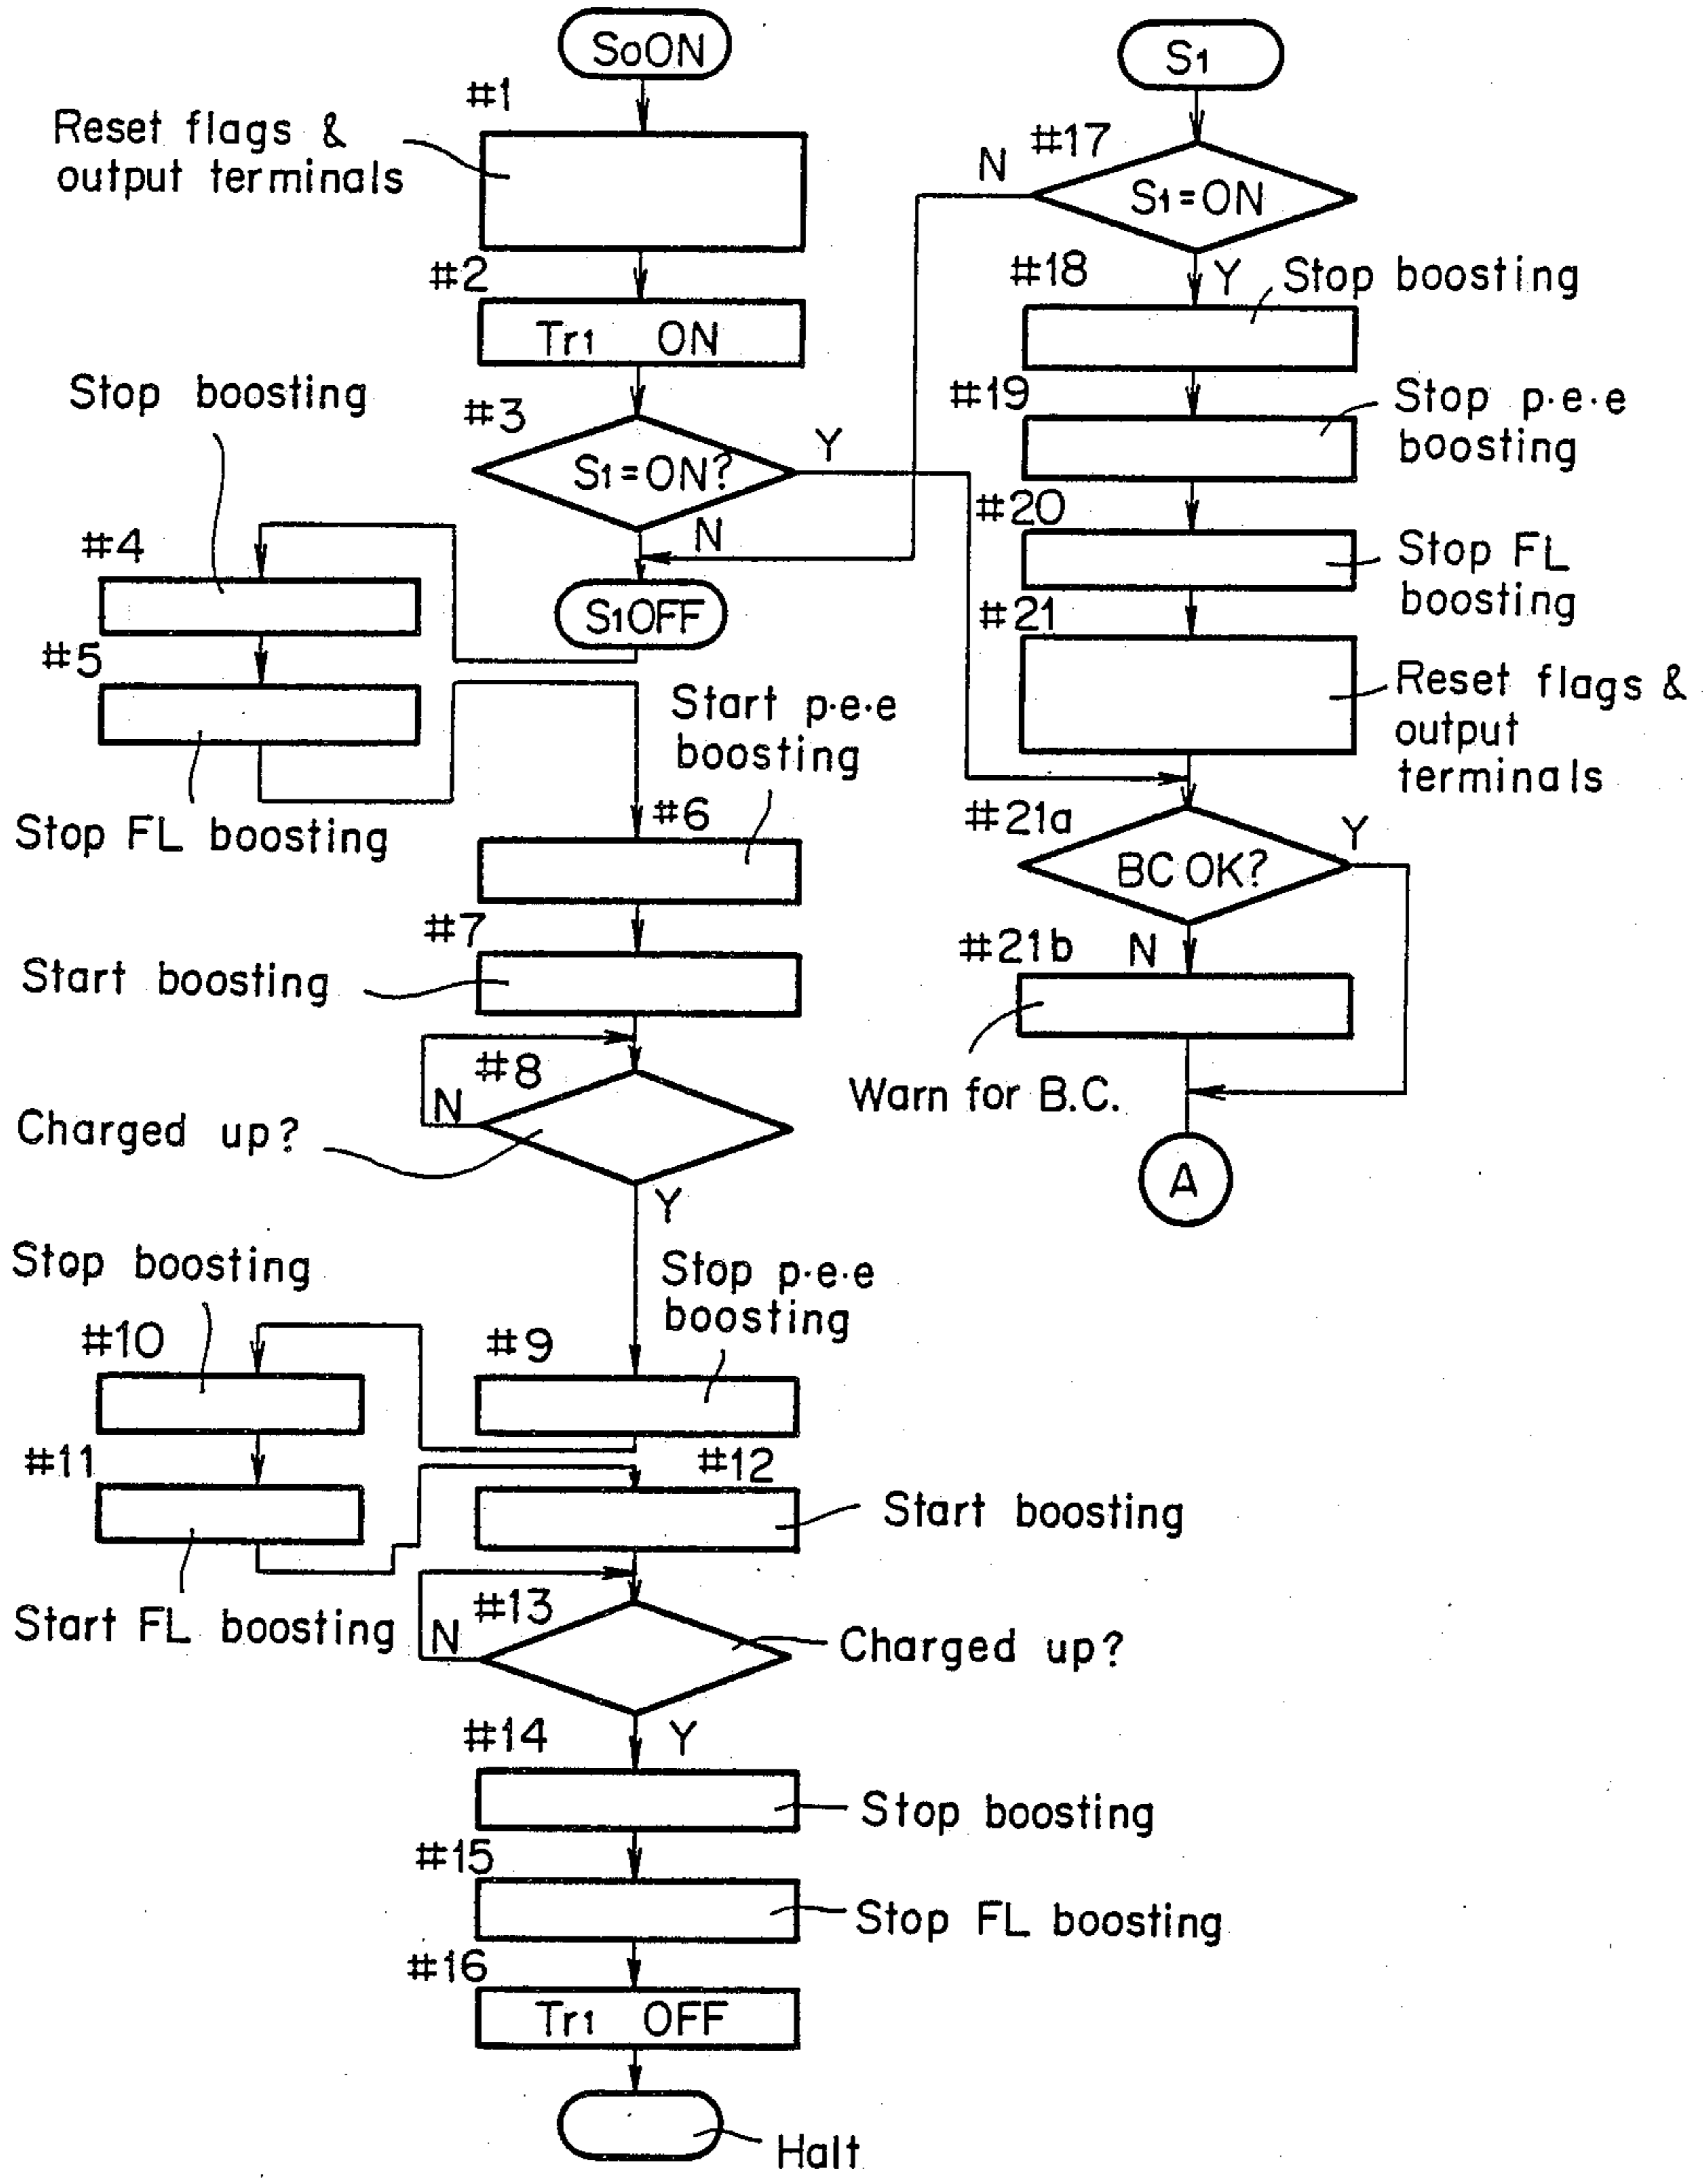 SoON
#1
Reset flags &
output terminals
#2
Tr1 ON
#3
S1=ON?
Y
N
S1OFF
Stop boosting
#4
#5
Stop FL boosting
Start p·e·e
boosting
#6
#7
Start boosting
#8
N
Charged up?
Y
Stop p·e·e
boosting
#9
Stop boosting
#10
#11
Start FL boosting
#12
Start boosting
#13
N
Charged up?
Y
#14
Stop boosting
#15
Stop FL boosting
#16
Tr1 OFF
Halt
S1
#17
N
S1=ON
Y
#18
Stop boosting
#19
Stop p·e·e
boosting
#20
Stop FL
boosting
#21
Reset flags &
output
terminals
#21a
BC OK?
Y
N
#21b
Warn for B.C.
A